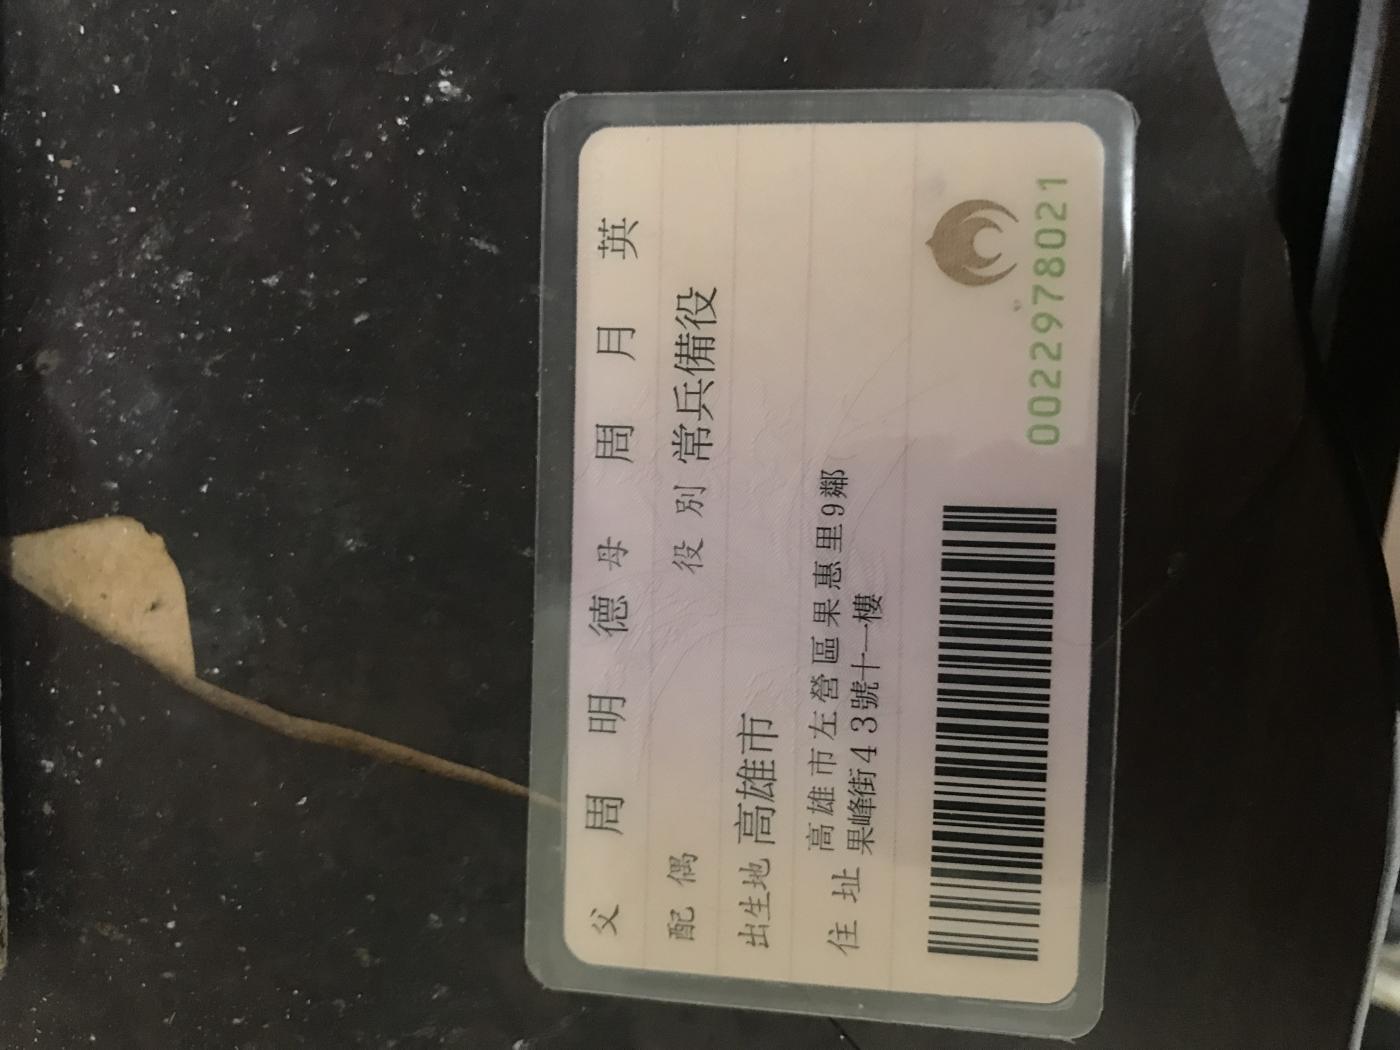 父 周 明 德 母 周 月 英
配 偶 役 別 常兵備役
出生地 高雄市
住 址 高雄市左營區果惠里9鄰
果峰街43號十一樓
0022978021